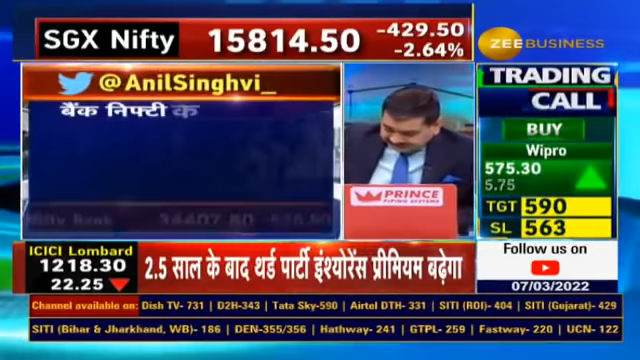 SGX Nifty 15814.50 -429.50
-2.64%
ZEE BUSINESS
@AnilSinghvi_
बैंक निफ्टी क
Nifty Bank 34407.80
PRINCE
PIPING SYSTEMS
TRADING
CALL
BUY
Wipro
575.30
5.75
TGT 590
SL 563
ICICI Lombard
1218.30
22.25
2.5 साल के बाद थर्ड पार्टी इंश्योरेंस प्रीमियम बढ़ेगा
Follow us on
07/03/2022
Channel available on: Dish TV- 731 | D2H-343 | Tata Sky-590 | Airtel DTH- 331 | SITI (ROI)- 404 | SITI (Gujarat)- 429
SITI (Bihar & Jharkhand, WB)- 186 | DEN-355/356 | Hathway- 241 | GTPL- 259 | Fastway- 220 | UCN- 122